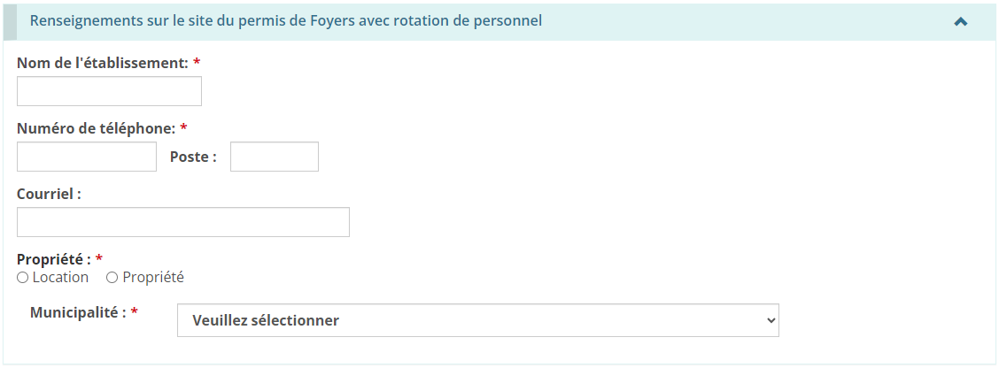 Renseignements sur le site du permis de Foyers avec rotation de personnel
Nom de l'établissement: *
Numéro de téléphone: *
Poste :
Courriel :
Propriété : *
Location Propriété
Municipalité : * Veuillez sélectionner